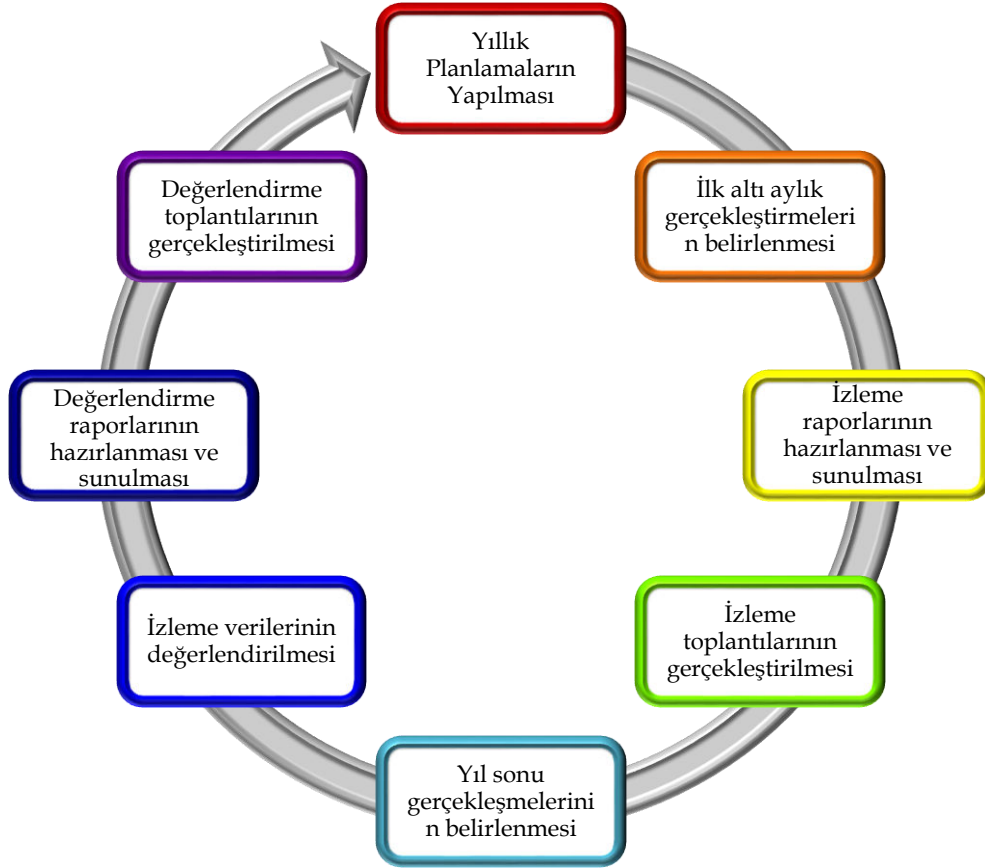 Yıllık
Planlamaların
Yapılması
İlk altı aylık
gerçekleştirmeleri
n belirlenmesi
İzleme
raporlarının
hazırlanması ve
sunulması
İzleme
toplantılarının
gerçekleştirilmesi
Yıl sonu
gerçekleşmelerini
n belirlenmesi
İzleme verilerinin
değerlendirilmesi
Değerlendirme
raporlarının
hazırlanması ve
sunulması
Değerlendirme
toplantılarının
gerçekleştirilmesi